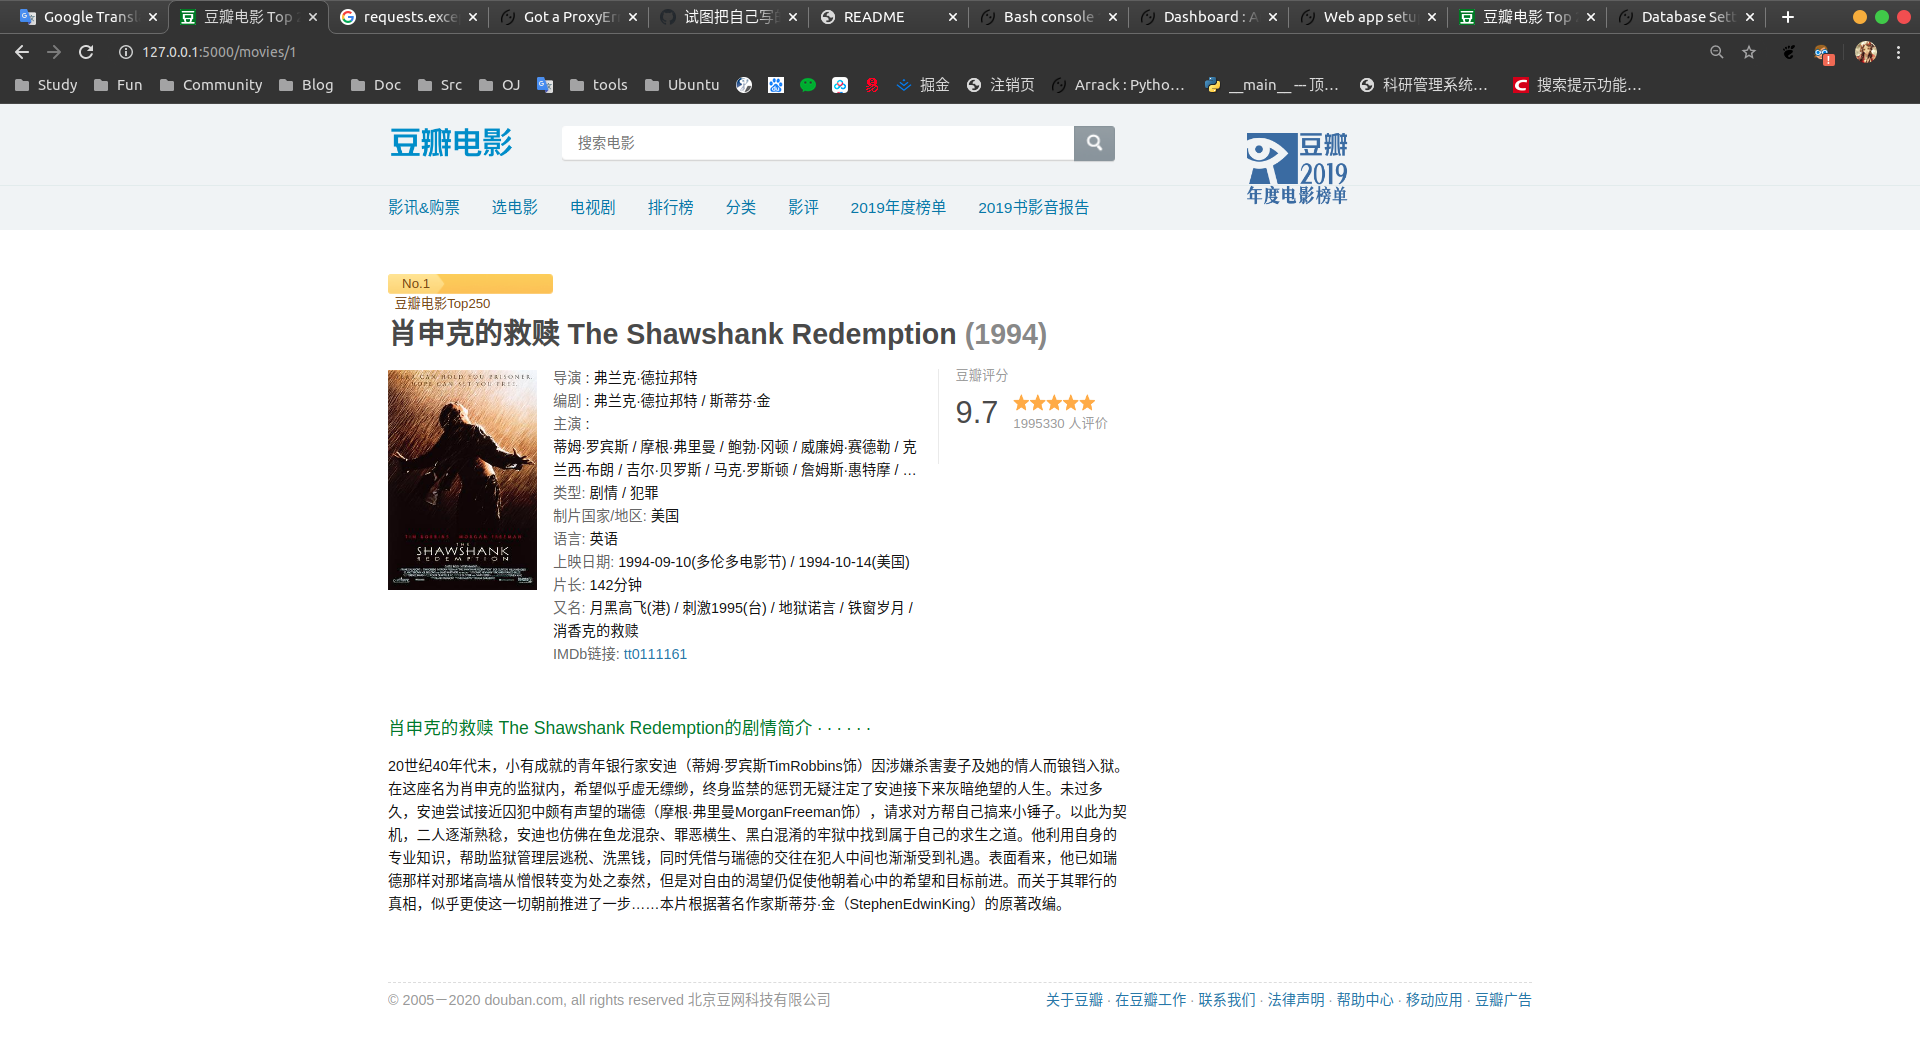 Google Transl
豆瓣电影 Top 2
requests.exce
Got a ProxyEr
试图把自己写的
README
Bash console
Dashboard : A
Web app setu
豆瓣电影 Top
Database Sett
127.0.0.1:5000/movies/1
Study
Fun
Community
Blog
Doc
Src
OJ
tools
Ubuntu
掘金
注销页
Arrack : Pytho...
__main__ --- 顶...
科研管理系统...
搜索提示功能...
豆瓣电影
搜索电影
豆瓣
2019
年度电影榜单
影讯&购票 选电影 电视剧 排行榜 分类 影评 2019年度榜单 2019书影音报告
No.1
豆瓣电影Top250
肖申克的救赎 The Shawshank Redemption (1994)
FEAR CAN HOLD YOU PRISONER.
HOPE CAN SET YOU FREE.
TIM ROBBINS MORGAN FREEMAN
THE
SHAWSHANK
REDEMPTION
导演 : 弗兰克·德拉邦特
编剧 : 弗兰克·德拉邦特 / 斯蒂芬·金
主演 :
蒂姆·罗宾斯 / 摩根·弗里曼 / 鲍勃·冈顿 / 威廉姆·赛德勒 / 克
兰西·布朗 / 吉尔·贝罗斯 / 马克·罗斯顿 / 詹姆斯·惠特摩 / …
类型: 剧情 / 犯罪
制片国家/地区: 美国
语言: 英语
上映日期: 1994-09-10(多伦多电影节) / 1994-10-14(美国)
片长: 142分钟
又名: 月黑高飞(港) / 刺激1995(台) / 地狱诺言 / 铁窗岁月 /
消香克的救赎
IMDb链接: tt0111161
豆瓣评分
9.7
1995330 人评价
肖申克的救赎 The Shawshank Redemption的剧情简介 · · · · · ·
20世纪40年代末，小有成就的青年银行家安迪（蒂姆·罗宾斯TimRobbins饰）因涉嫌杀害妻子及她的情人而锒铛入狱。
在这座名为肖申克的监狱内，希望似乎虚无缥缈，终身监禁的惩罚无疑注定了安迪接下来灰暗绝望的人生。未过多
久，安迪尝试接近囚犯中颇有声望的瑞德（摩根·弗里曼MorganFreeman饰），请求对方帮自己搞来小锤子。以此为契
机，二人逐渐熟稔，安迪也仿佛在鱼龙混杂、罪恶横生、黑白混淆的牢狱中找到属于自己的求生之道。他利用自身的
专业知识，帮助监狱管理层逃税、洗黑钱，同时凭借与瑞德的交往在犯人中间也渐渐受到礼遇。表面看来，他已如瑞
德那样对那堵高墙从憎恨转变为处之泰然，但是对自由的渴望仍促使他朝着心中的希望和目标前进。而关于其罪行的
真相，似乎更使这一切朝前推进了一步……本片根据著名作家斯蒂芬·金（StephenEdwinKing）的原著改编。
© 2005－2020 douban.com, all rights reserved 北京豆网科技有限公司
关于豆瓣 · 在豆瓣工作 · 联系我们 · 法律声明 · 帮助中心 · 移动应用 · 豆瓣广告